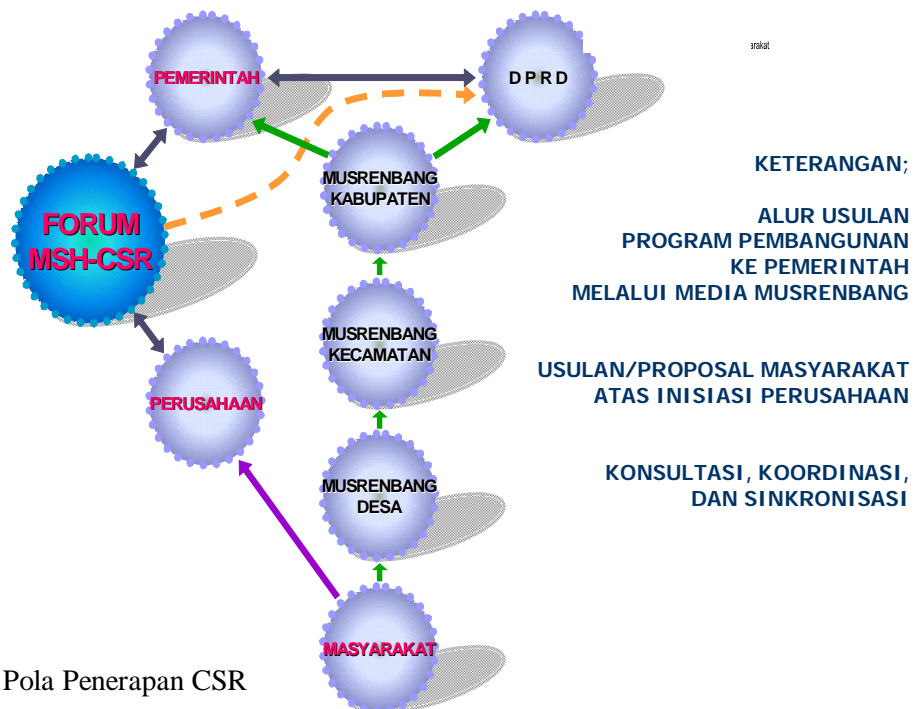 PEMERINTAH
D P R D
arakat
MUSRENBANG
KABUPATEN
KETERANGAN;
FORUM
MSH-CSR
ALUR USULAN
PROGRAM PEMBANGUNAN
KE PEMERINTAH
MELALUI MEDIA MUSRENBANG
MUSRENBANG
KECAMATAN
USULAN/PROPOSAL MASYARAKAT
ATAS INISIASI PERUSAHAAN
PERUSAHAAN
MUSRENBANG
DESA
KONSULTASI, KOORDINASI,
DAN SINKRONISASI
MASYARAKAT
Pola Penerapan CSR